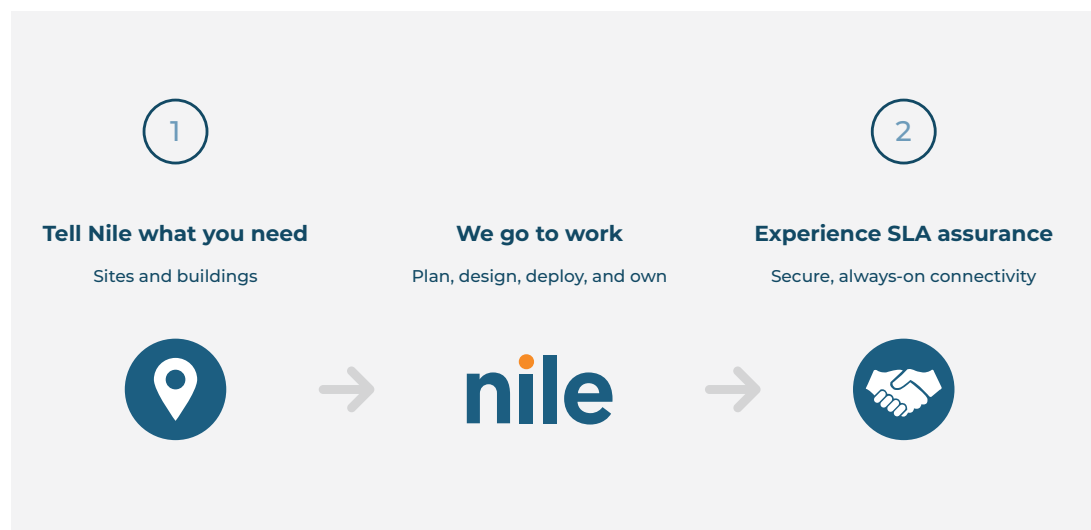 1
2
Tell Nile what you need
We go to work
Experience SLA assurance
Sites and buildings
Plan, design, deploy, and own
Secure, always-on connectivity
nile